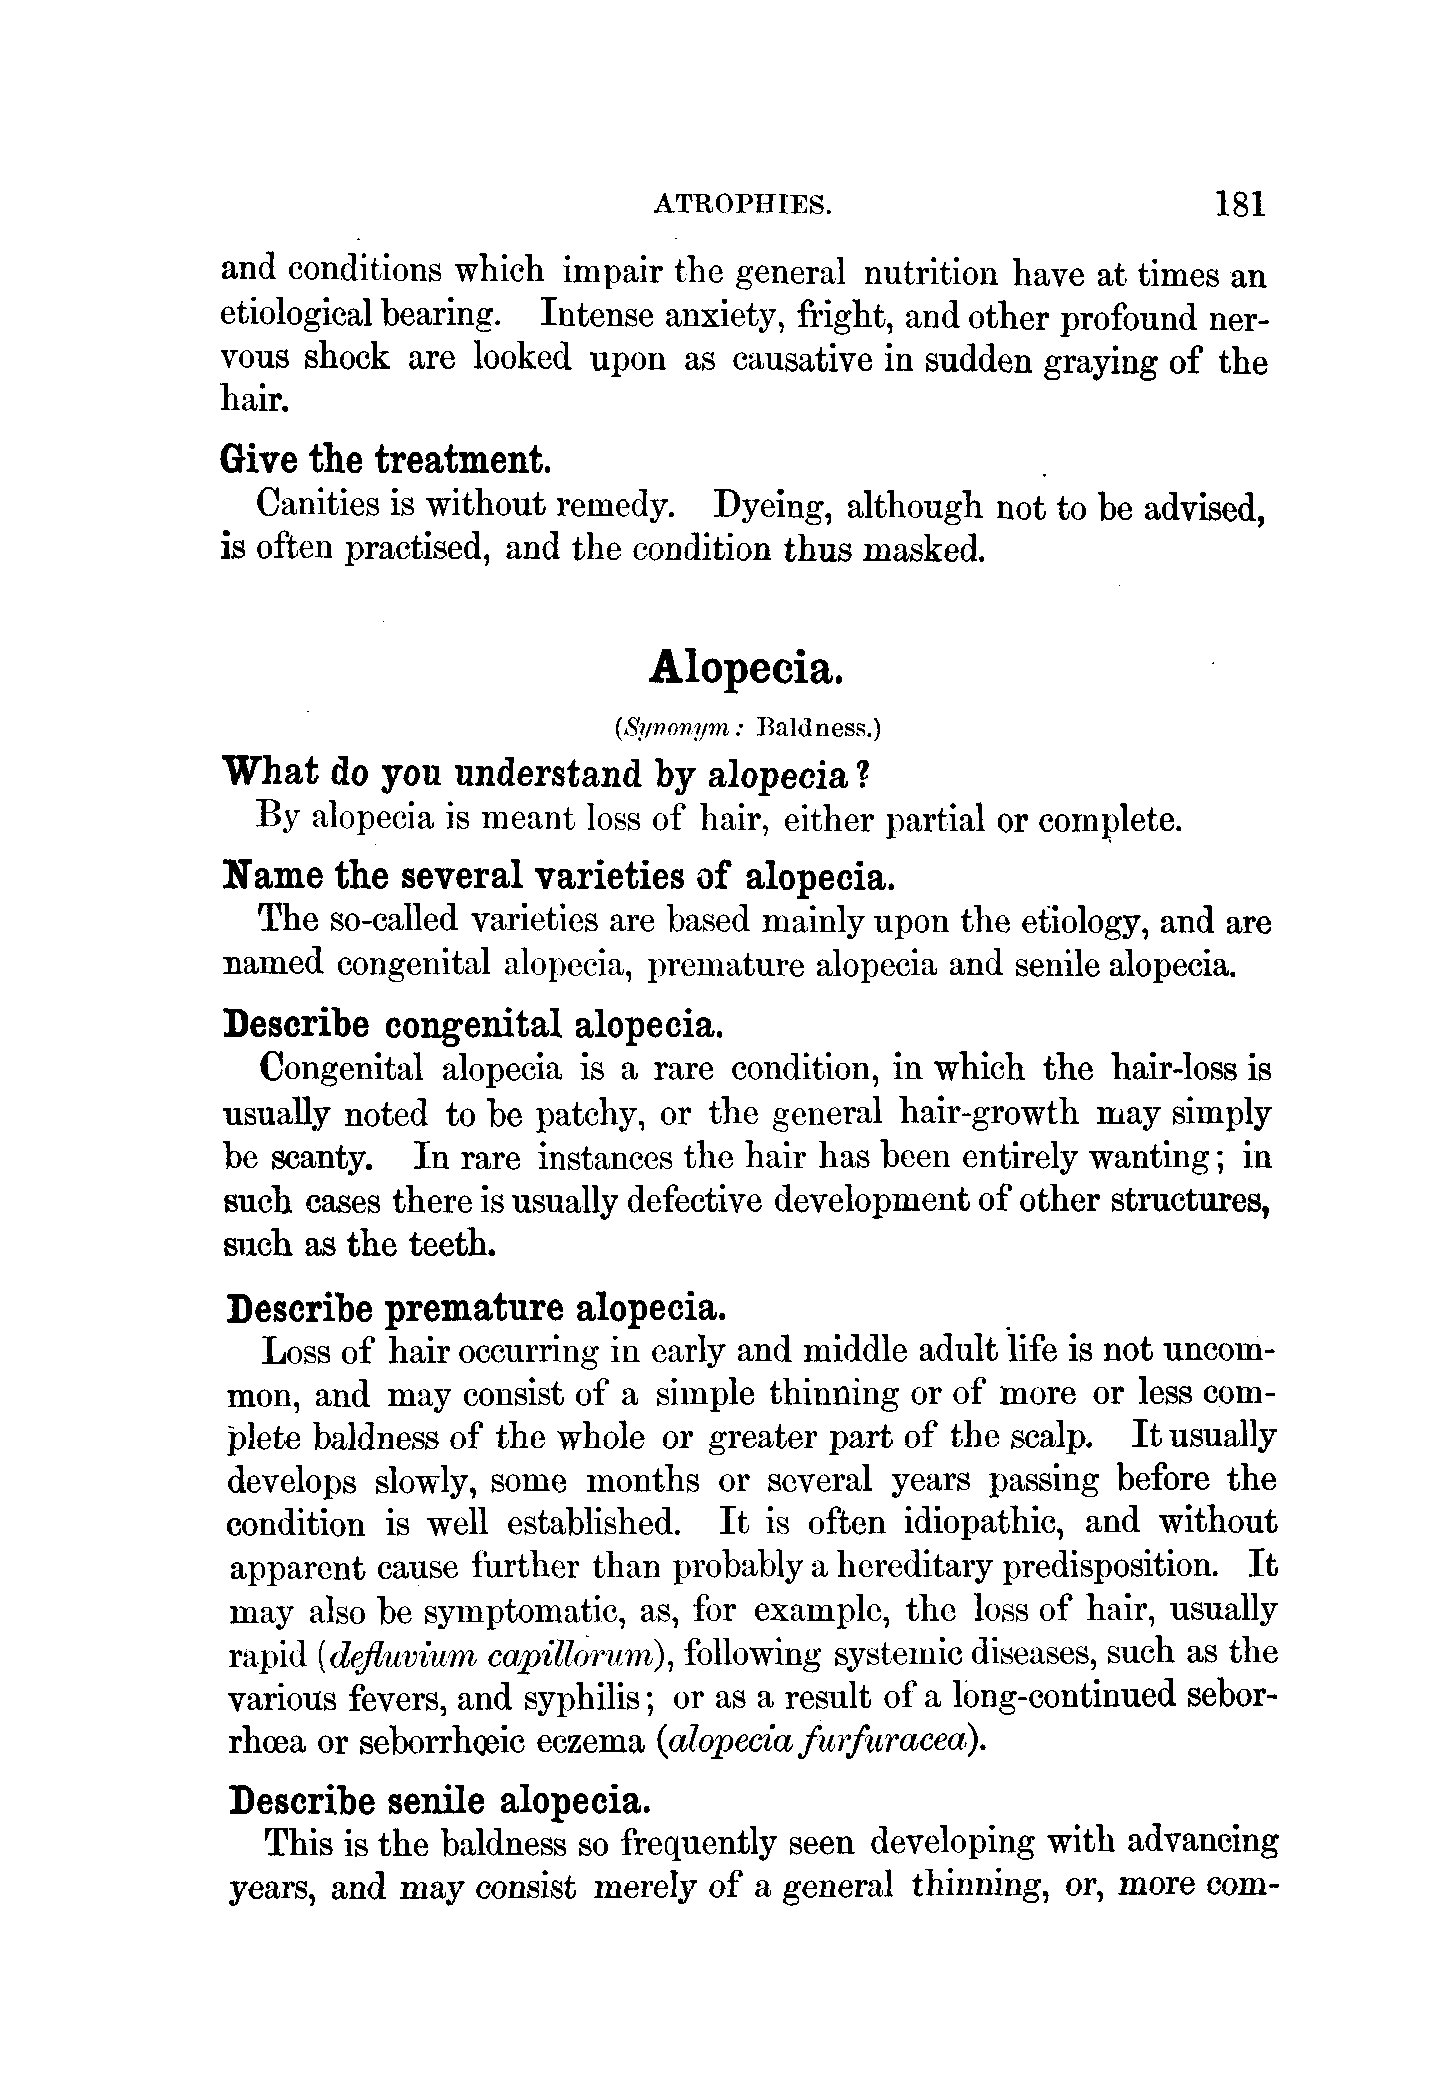 ATROPHIES. 181
and conditions which impair the general nutrition have at times an
etiological bearing. Intense anxiety, fright, and other profound ner-
vous shock are looked upon as causative in sudden graying of the
hair.
Give the treatment.
Canities is without remedy. Dyeing, although not to be advised,
is often practised, and the condition thus masked.
Alopecia.
(Synonym: Baldness.)
What do you understand by alopecia?
By alopecia is meant loss of hair, either partial or complete.
Name the several varieties of alopecia.
The so-called varieties are based mainly upon the etiology, and are
named congenital alopecia, premature alopecia and senile alopecia.
Describe congenital alopecia.
Congenital alopecia is a rare condition, in which the hair-loss is
usually noted to be patchy, or the general hair-growth may simply
be scanty. In rare instances the hair has been entirely wanting; in
such cases there is usually defective development of other structures,
such as the teeth.
Describe premature alopecia.
Loss of hair occurring in early and middle adult life is not uncom-
mon, and may consist of a simple thinning or of more or less com-
plete baldness of the whole or greater part of the scalp. It usually
develops slowly, some months or several years passing before the
condition is well established. It is often idiopathic, and without
apparent cause further than probably a hereditary predisposition. It
may also be symptomatic, as, for example, the loss of hair, usually
rapid (defluvium capillorum), following systemic diseases, such as the
various fevers, and syphilis; or as a result of a long-continued sebor-
rhœa or seborrhœic eczema (alopecia furfuracea).
Describe senile alopecia.
This is the baldness so frequently seen developing with advancing
years, and may consist merely of a general thinning, or, more com-